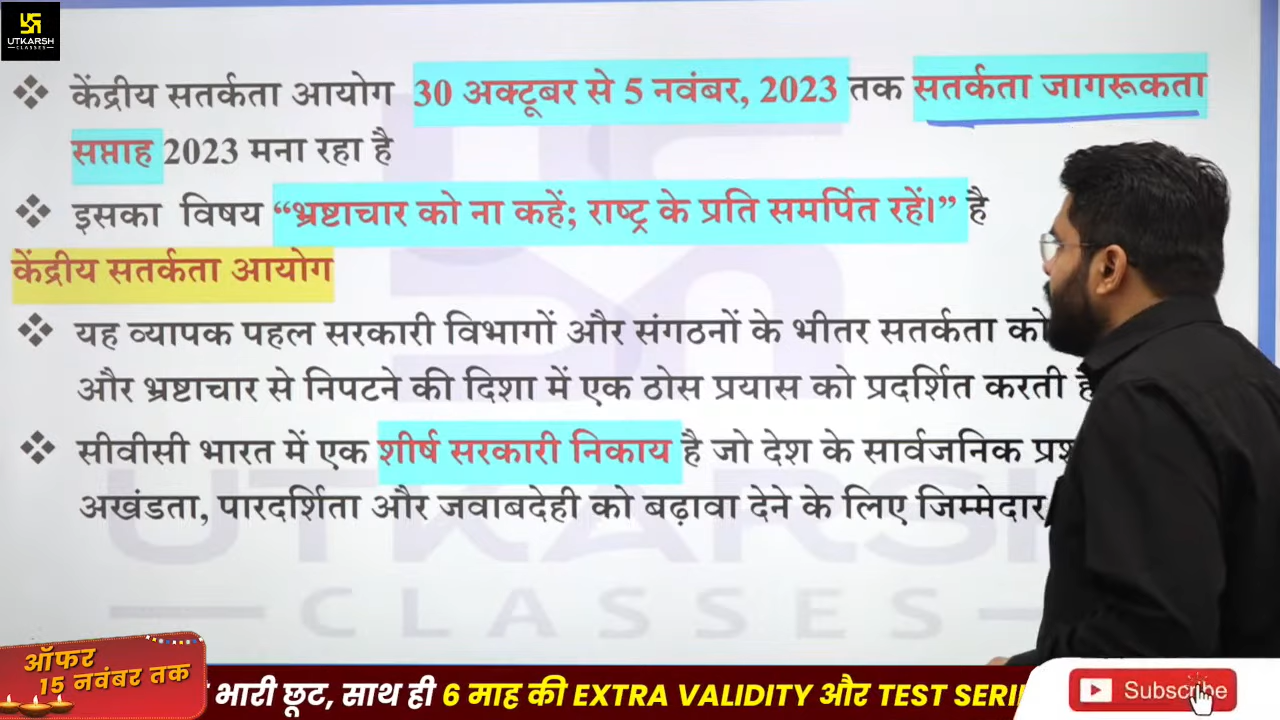 UTKARSH
CLASSES
❖ केंद्रीय सतर्कता आयोग 30 अक्टूबर से 5 नवंबर, 2023 तक सतर्कता जागरूकता
सप्ताह 2023 मना रहा है
❖ इसका विषय “भ्रष्टाचार को ना कहें; राष्ट्र के प्रति समर्पित रहें।” है
केंद्रीय सतर्कता आयोग
❖ यह व्यापक पहल सरकारी विभागों और संगठनों के भीतर सतर्कता को
और भ्रष्टाचार से निपटने की दिशा में एक ठोस प्रयास को प्रदर्शित करती है
❖ सीवीसी भारत में एक शीर्ष सरकारी निकाय है जो देश के सार्वजनिक
अखंडता, पारदर्शिता और जवाबदेही को बढ़ावा देने के लिए जिम्मेदार
UTKARSH
CLASSES
ऑफर
15 नवंबर तक
भारी छूट, साथ ही 6 माह की EXTRA VALIDITY और TEST
Subscribe